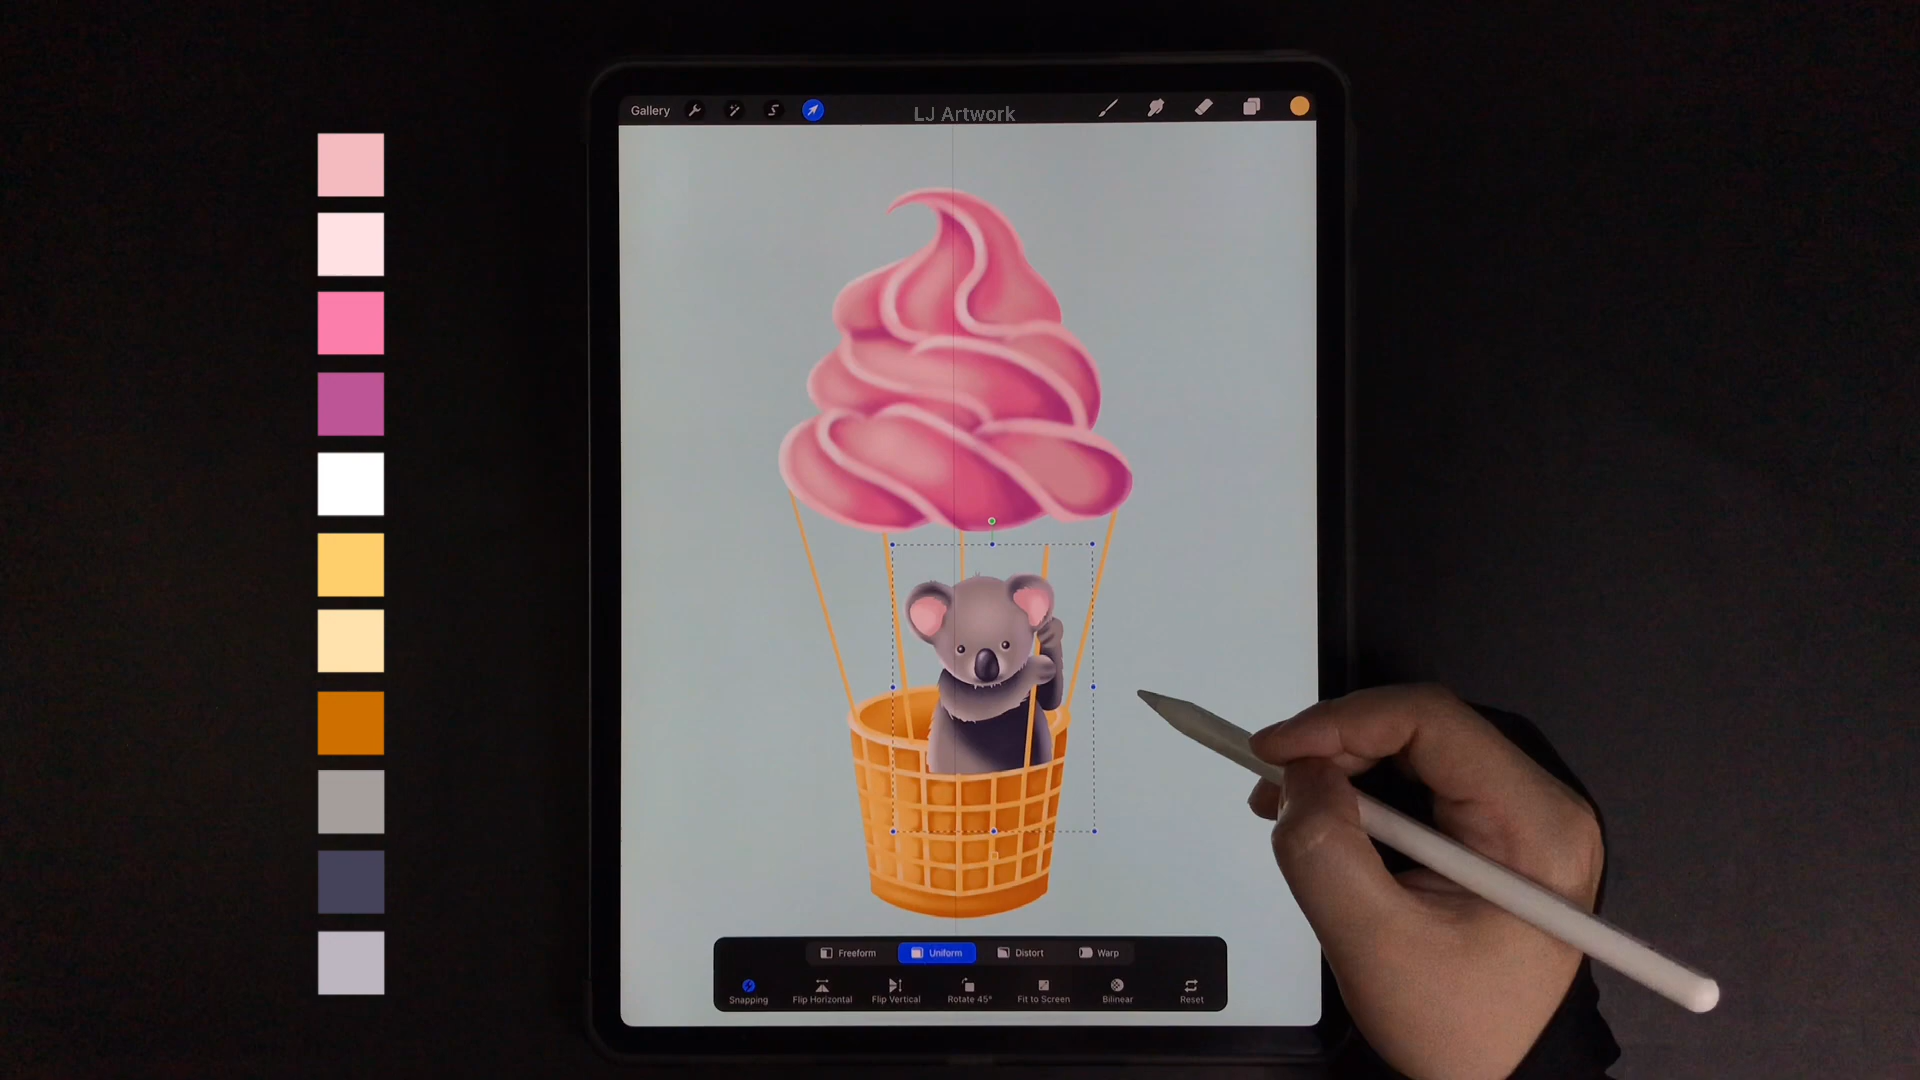 Gallery
LJ Artwork
Freeform Uniform Distort Warp
Snapping Flip Horizontal Flip Vertical Rotate 45° Fit to Screen Bilinear Reset